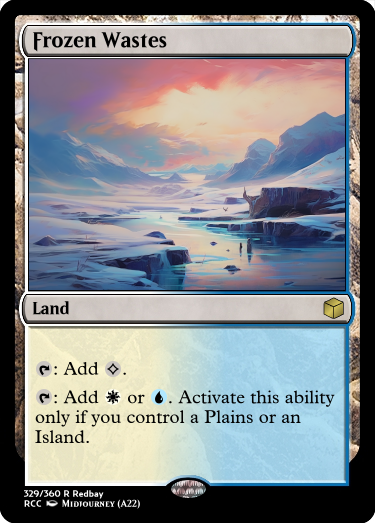 Frozen Wastes
Land
: Add .
: Add or . Activate this ability
only if you control a Plains or an
Island.
329/360 R Redbay
RCC Midjourney (A22)